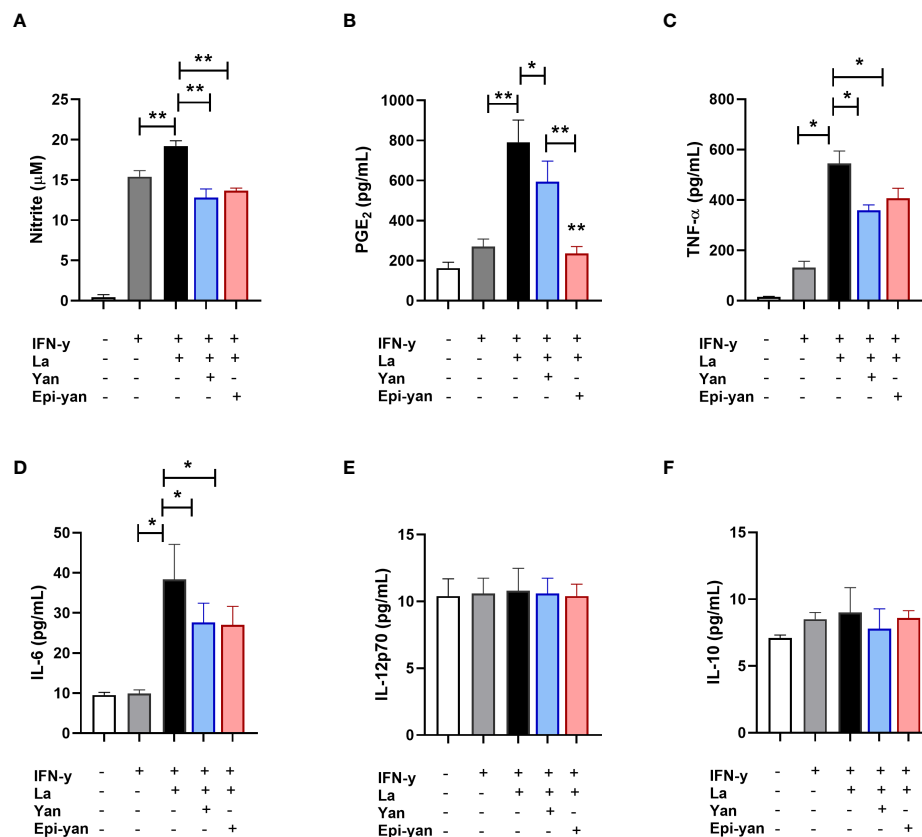 A
B
C
** 
**
**
25
20
15
10
5
0
Nitrite (μM)
*
**
**
**
1000
800
600
400
200
0
PGE2 (pg/mL)
*
*
*
800
600
400
200
0
TNF-α (pg/mL)
IFN-y - + + + +
La - - + + +
Yan - - - + -
Epi-yan - - - - +
IFN-y - + + + +
La - - + + +
Yan - - - + -
Epi-yan - - - - +
IFN-y - + + + +
La - - + + +
Yan - - - + -
Epi-yan - - - - +
D
E
F
*
*
*
50
40
30
20
10
0
IL-6 (pg/mL)
15
10
5
0
IL-12p70 (pg/mL)
15
10
5
0
IL-10 (pg/mL)
IFN-y - + + + +
La - - + + +
Yan - - - + -
Epi-yan - - - - +
IFN-y - + + + +
La - - + + +
Yan - - - + -
Epi-yan - - - - +
IFN-y - + + + +
La - - + + +
Yan - - - + -
Epi-yan - - - - +